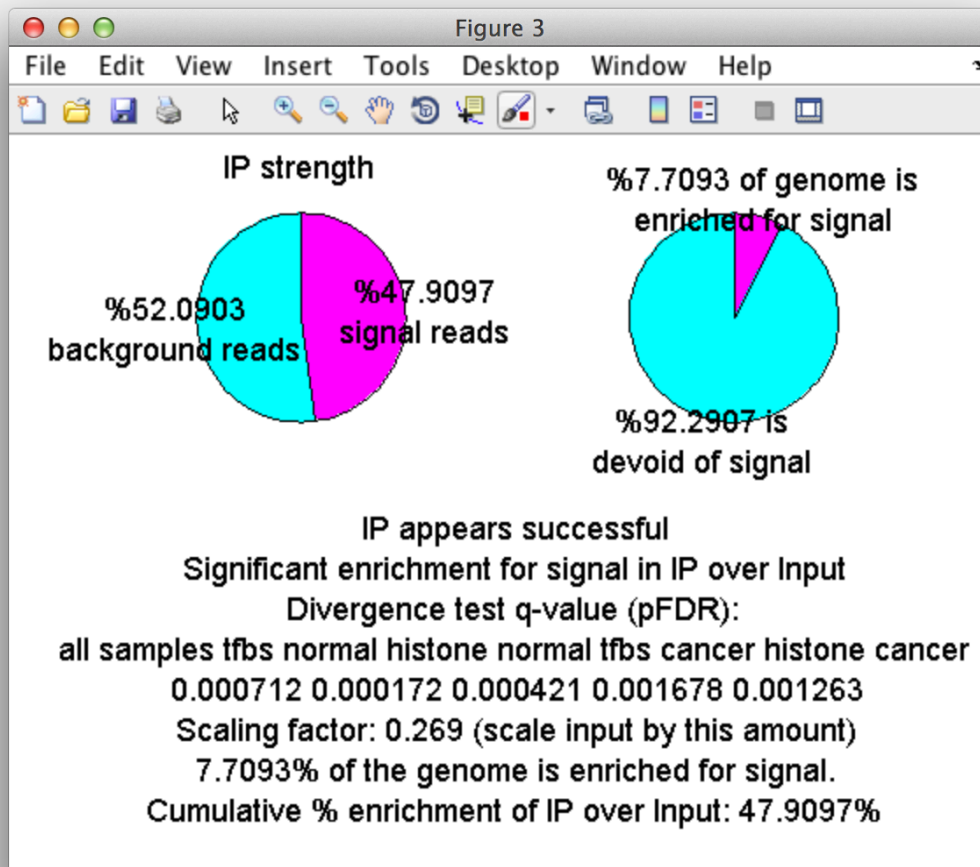 Figure 3
File Edit View Insert Tools Desktop Window Help
IP strength
%52.0903
background reads
%47.9097
signal reads
%7.7093 of genome is
enriched for signal
%92.2907 is
devoid of signal
IP appears successful
Significant enrichment for signal in IP over Input
Divergence test q-value (pFDR):
all samples tfbs normal histone normal tfbs cancer histone cancer
0.000712 0.000172 0.000421 0.001678 0.001263
Scaling factor: 0.269 (scale input by this amount)
7.7093% of the genome is enriched for signal.
Cumulative % enrichment of IP over Input: 47.9097%